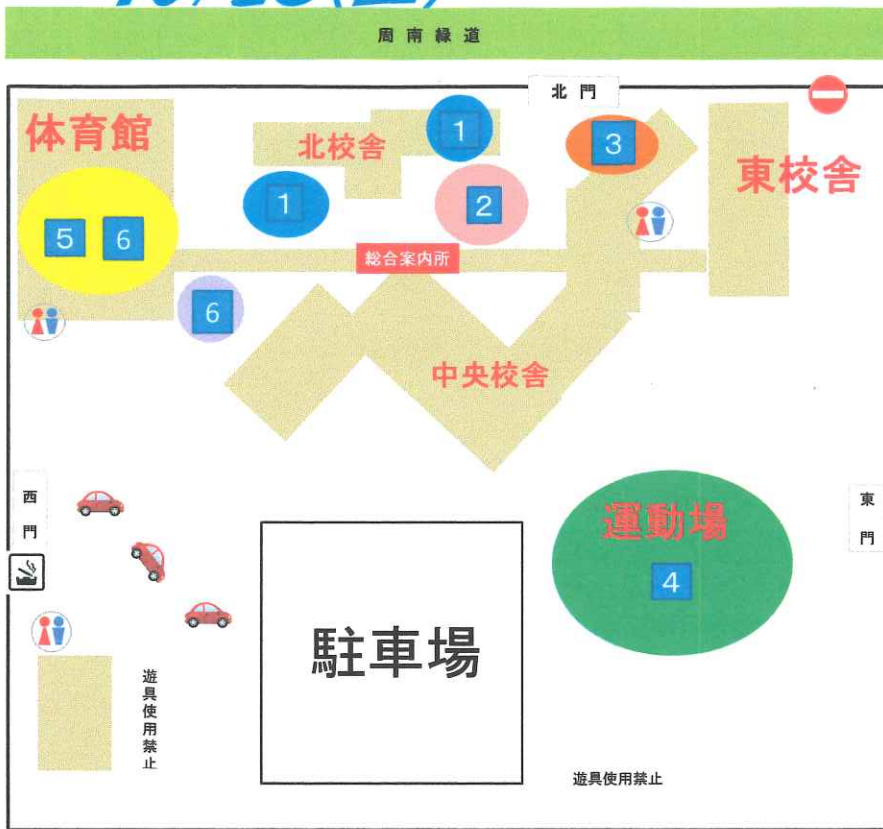 周南緑道
北門
体育館
北校舎
1
3
東校舎
1
2
5
6
総合案内所
6
中央校舎
西門
東門
運動場
4
駐車場
遊具使用禁止
遊具使用禁止